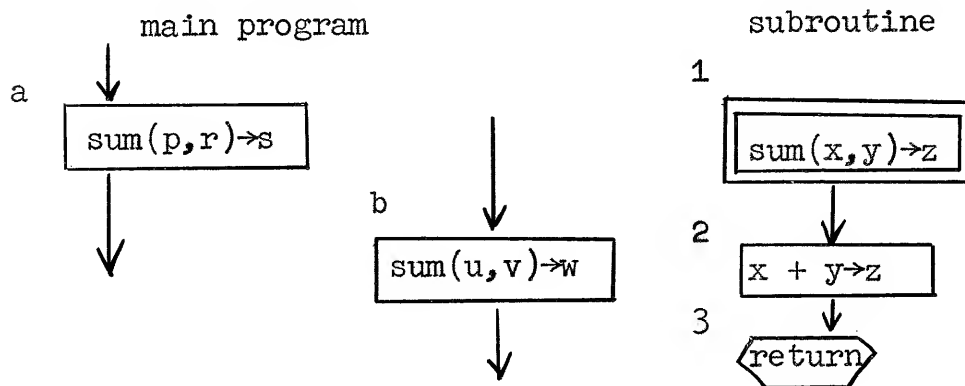 main program
a
sum(p,r)→s
b
sum(u,v)→w
subroutine
1
sum(x,y)→z
2
x + y→z
3
return